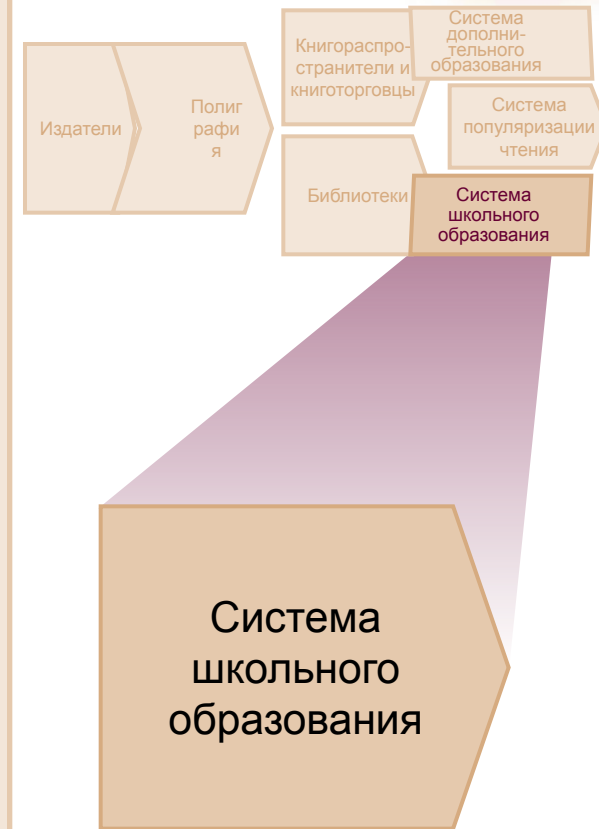 Издатели
Полиг
рафи
я
Книгораспро-
странители и
книготорговцы
Библиотеки
Система
дополни-
тельного
образования
Система
популяризации
чтения
Система
школьного
образования
Система
школьного
образования